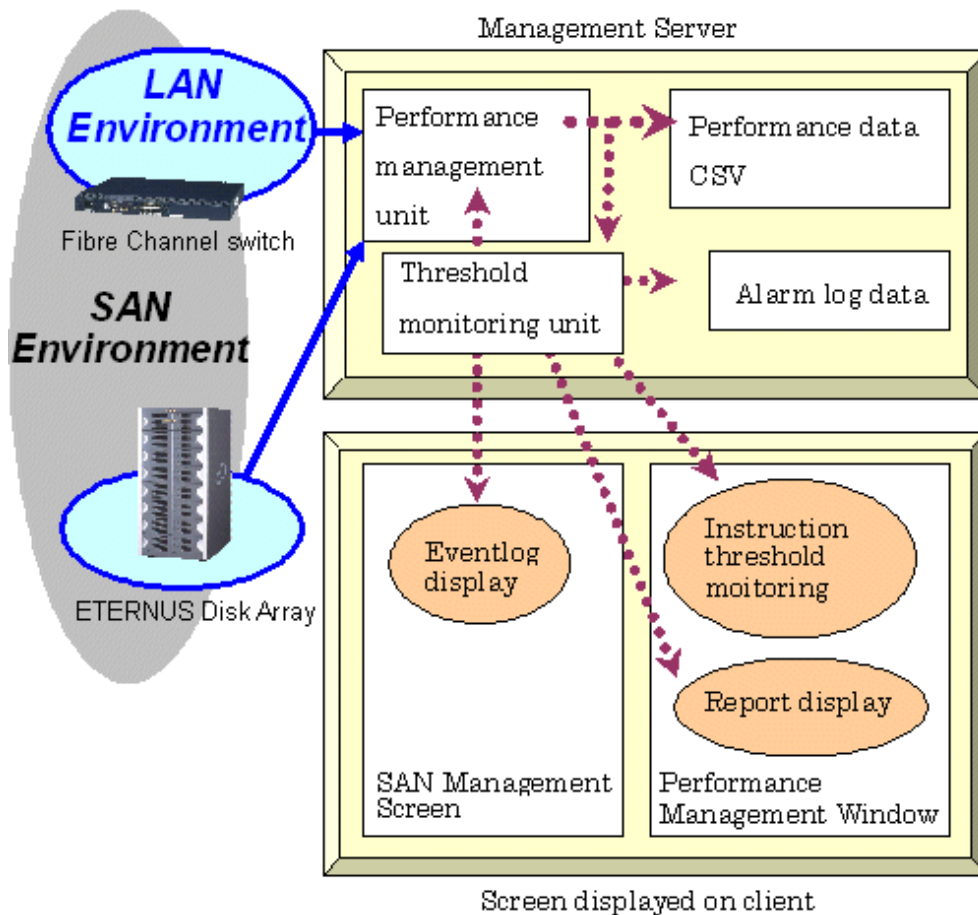 Management Server
LAN
Environment
Fibre Channel switch
SAN
Environment
ETERNUS Disk Array
Performance
management
unit
Performance data
CSV
Threshold
monitoring unit
Alarm log data
Eventlog
display
SAN Management
Screen
Instruction
threshold
moitoring
Report display
Performance
Management Window
Screen displayed on client